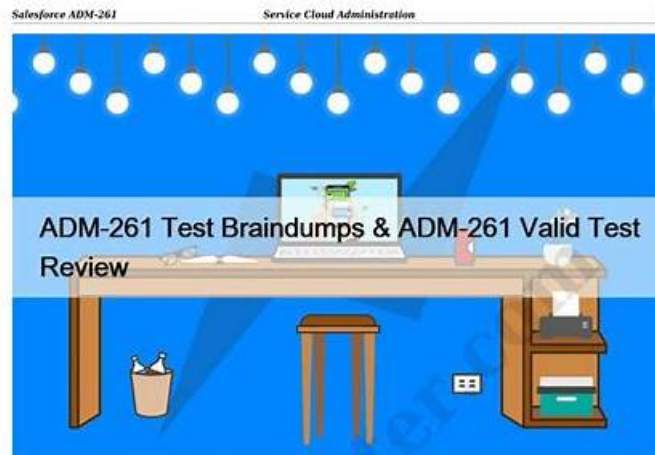 Salesforce ADM-261 Service Cloud Administration
ADM-261 Test Braindumps & ADM-261 Valid Test
Review